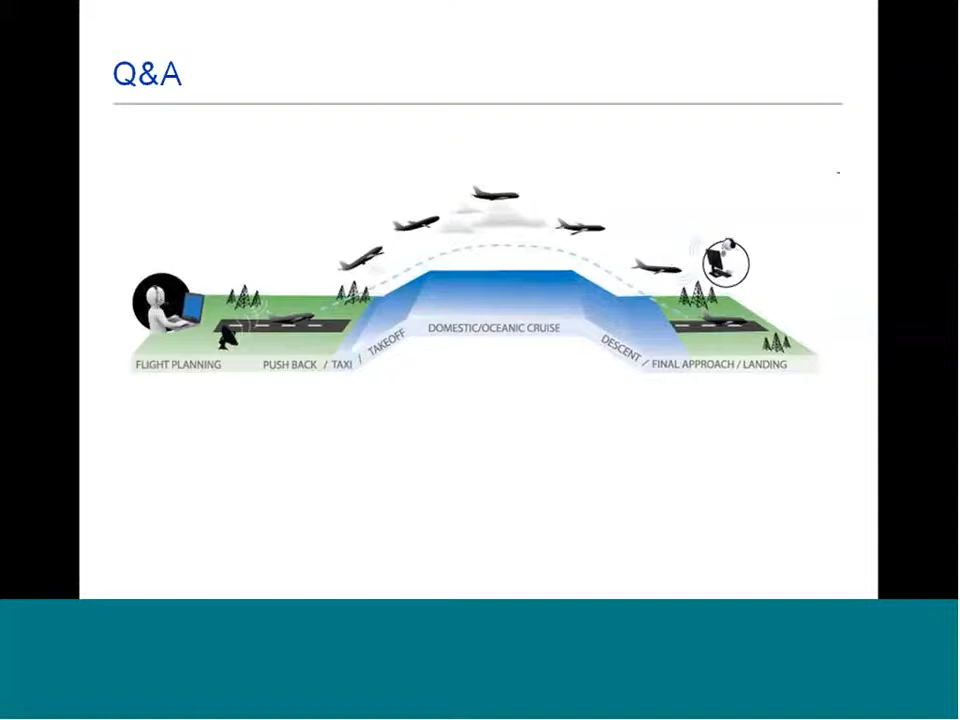 Q&A
DOMESTIC/OCEANIC CRUISE
FLIGHT PLANNING
PUSH BACK / TAXI / TAKEOFF
DESCENT / FINAL APPROACH / LANDING